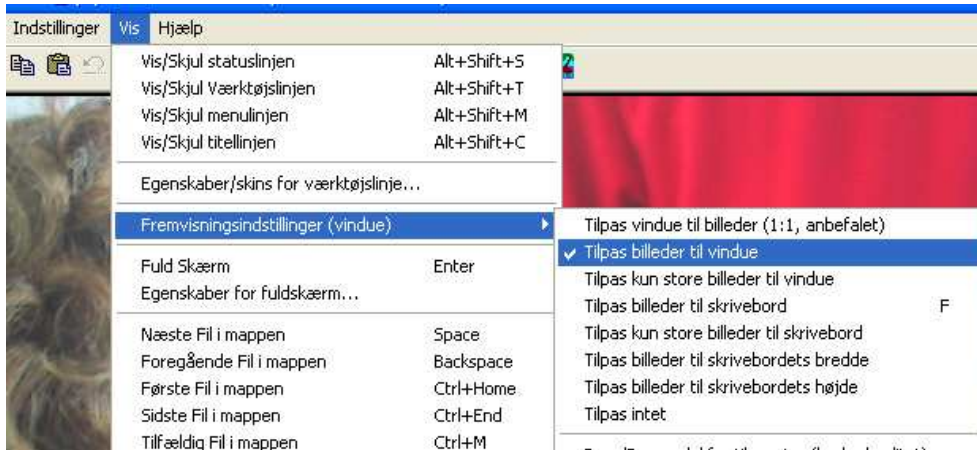 Indstillinger Vis Hjælp
Vis/Skjul statuslinjen Alt+Shift+S
Vis/Skjul Værktøjslinjen Alt+Shift+T
Vis/Skjul menulinjen Alt+Shift+M
Vis/Skjul titellinjen Alt+Shift+C
Egenskaber/skins for værktøjslinje...
Fremvisningsindstillinger (vindue)
Fuld Skærm Enter
Egenskaber for fuldskærm...
Næste Fil i mappen Space
Foregående Fil i mappen Backspace
Første Fil i mappen Ctrl+Home
Sidste Fil i mappen Ctrl+End
Tilfældig Fil i mappen Ctrl+M
Tilpas vindue til billeder (1:1, anbefalet)
Tilpas billeder til vindue
Tilpas kun store billeder til vindue
Tilpas billeder til skrivebord F
Tilpas kun store billeder til skrivebord
Tilpas billeder til skrivebordets bredde
Tilpas billeder til skrivebordets højde
Tilpas intet